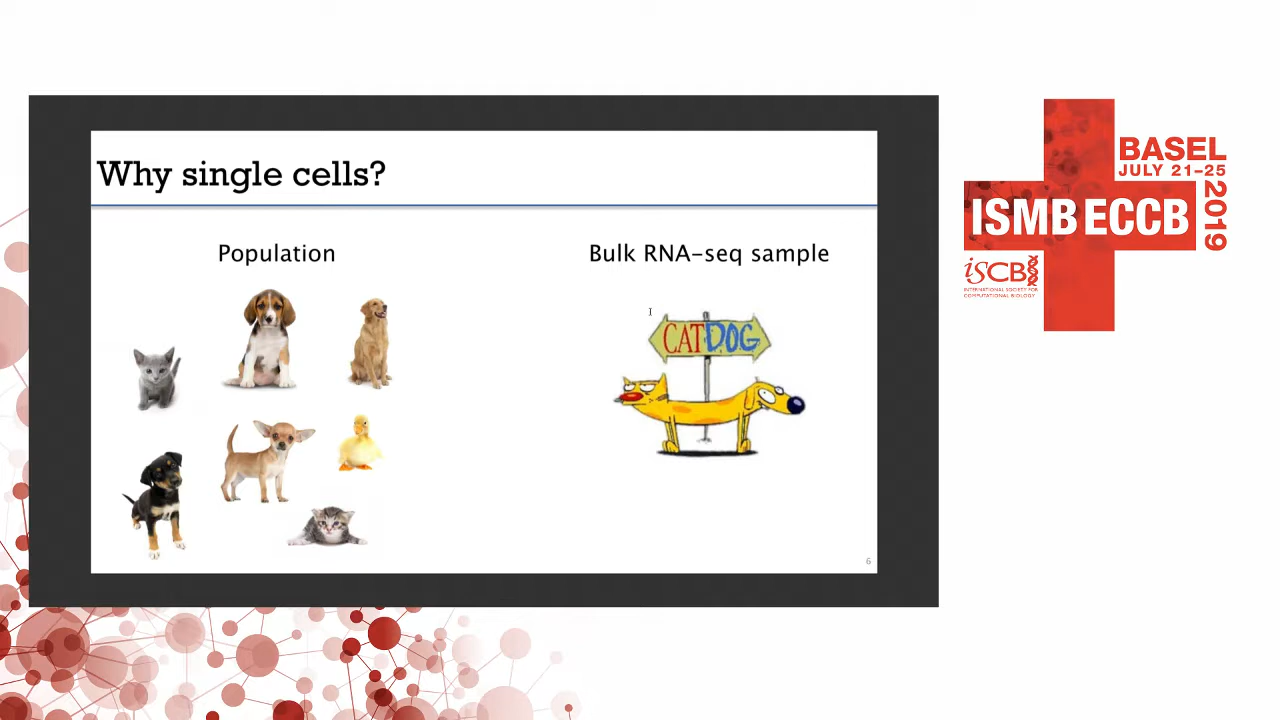 Why single cells?
Population
Bulk RNA-seq sample
CATDOG
6
BASEL
JULY 21-25
2019
ISMB ECCB
iSCB
INTERNATIONAL SOCIETY FOR
COMPUTATIONAL BIOLOGY